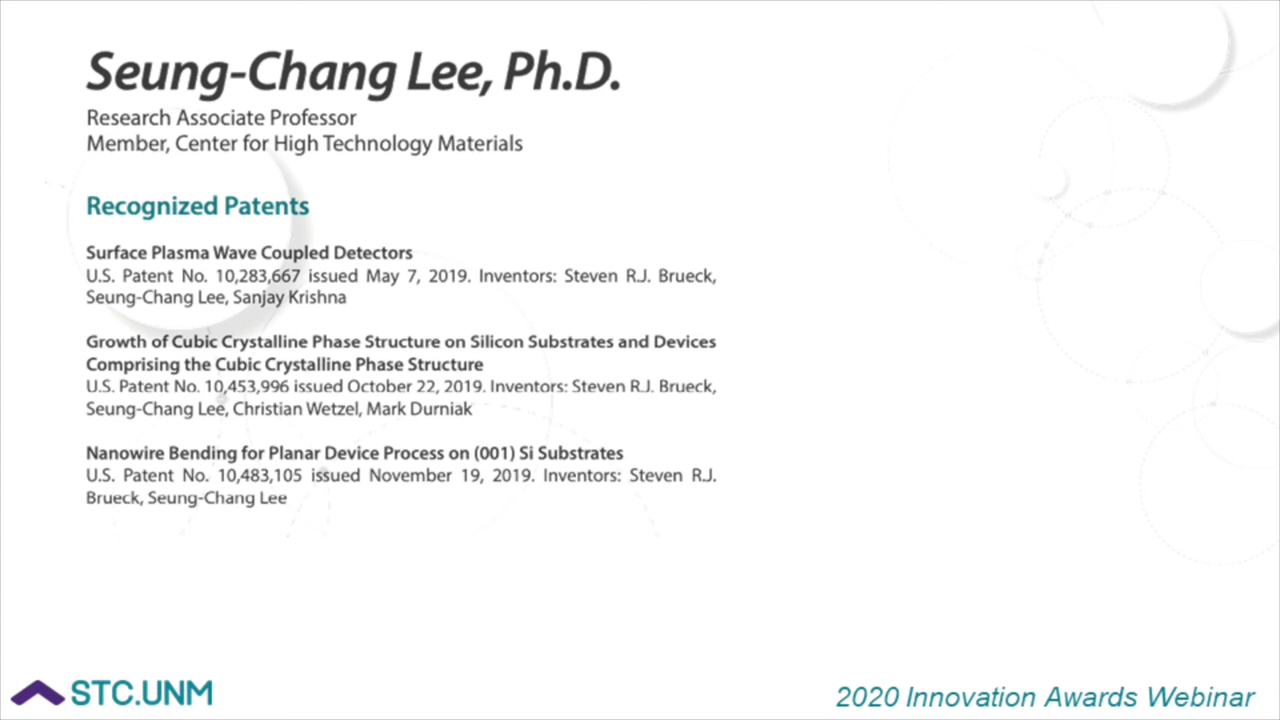 Seung-Chang Lee, Ph.D.
Research Associate Professor
Member, Center for High Technology Materials
Recognized Patents
Surface Plasma Wave Coupled Detectors
U.S. Patent No. 10,283,667 issued May 7, 2019. Inventors: Steven R.J. Brueck,
Seung-Chang Lee, Sanjay Krishna
Growth of Cubic Crystalline Phase Structure on Silicon Substrates and Devices
Comprising the Cubic Crystalline Phase Structure
U.S. Patent No. 10,453,996 issued October 22, 2019. Inventors: Steven R.J. Brueck,
Seung-Chang Lee, Christian Wetzel, Mark Durniak
Nanowire Bending for Planar Device Process on (001) Si Substrates
U.S. Patent No. 10,483,105 issued November 19, 2019. Inventors: Steven R.J.
Brueck, Seung-Chang Lee
STC.UNM
2020 Innovation Awards Webinar